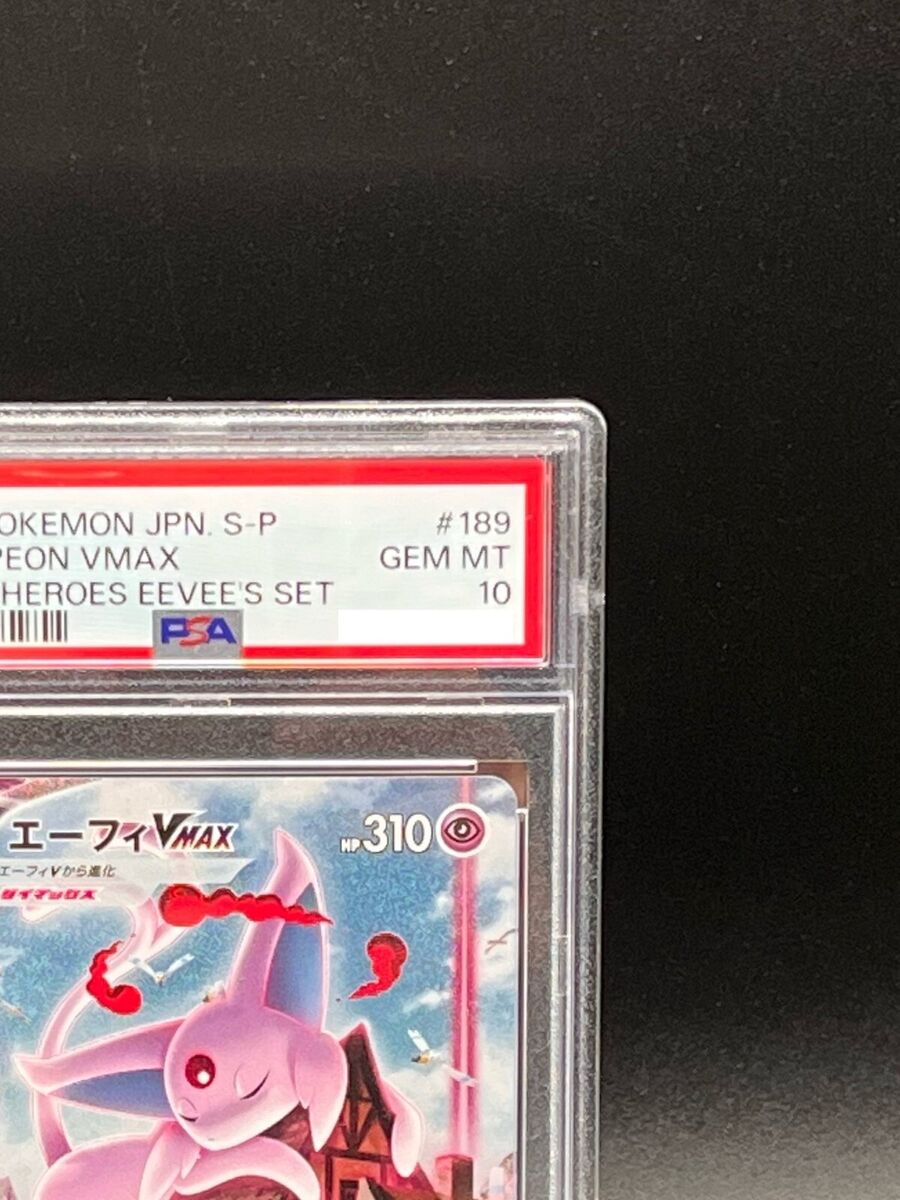 OKEMON JPN. S-P #189
PEON VMAX GEM MT
HEROES EEVEE'S SET 10
PSA
エーフィVMAX HP310
エーフィVから進化
ダイマックス